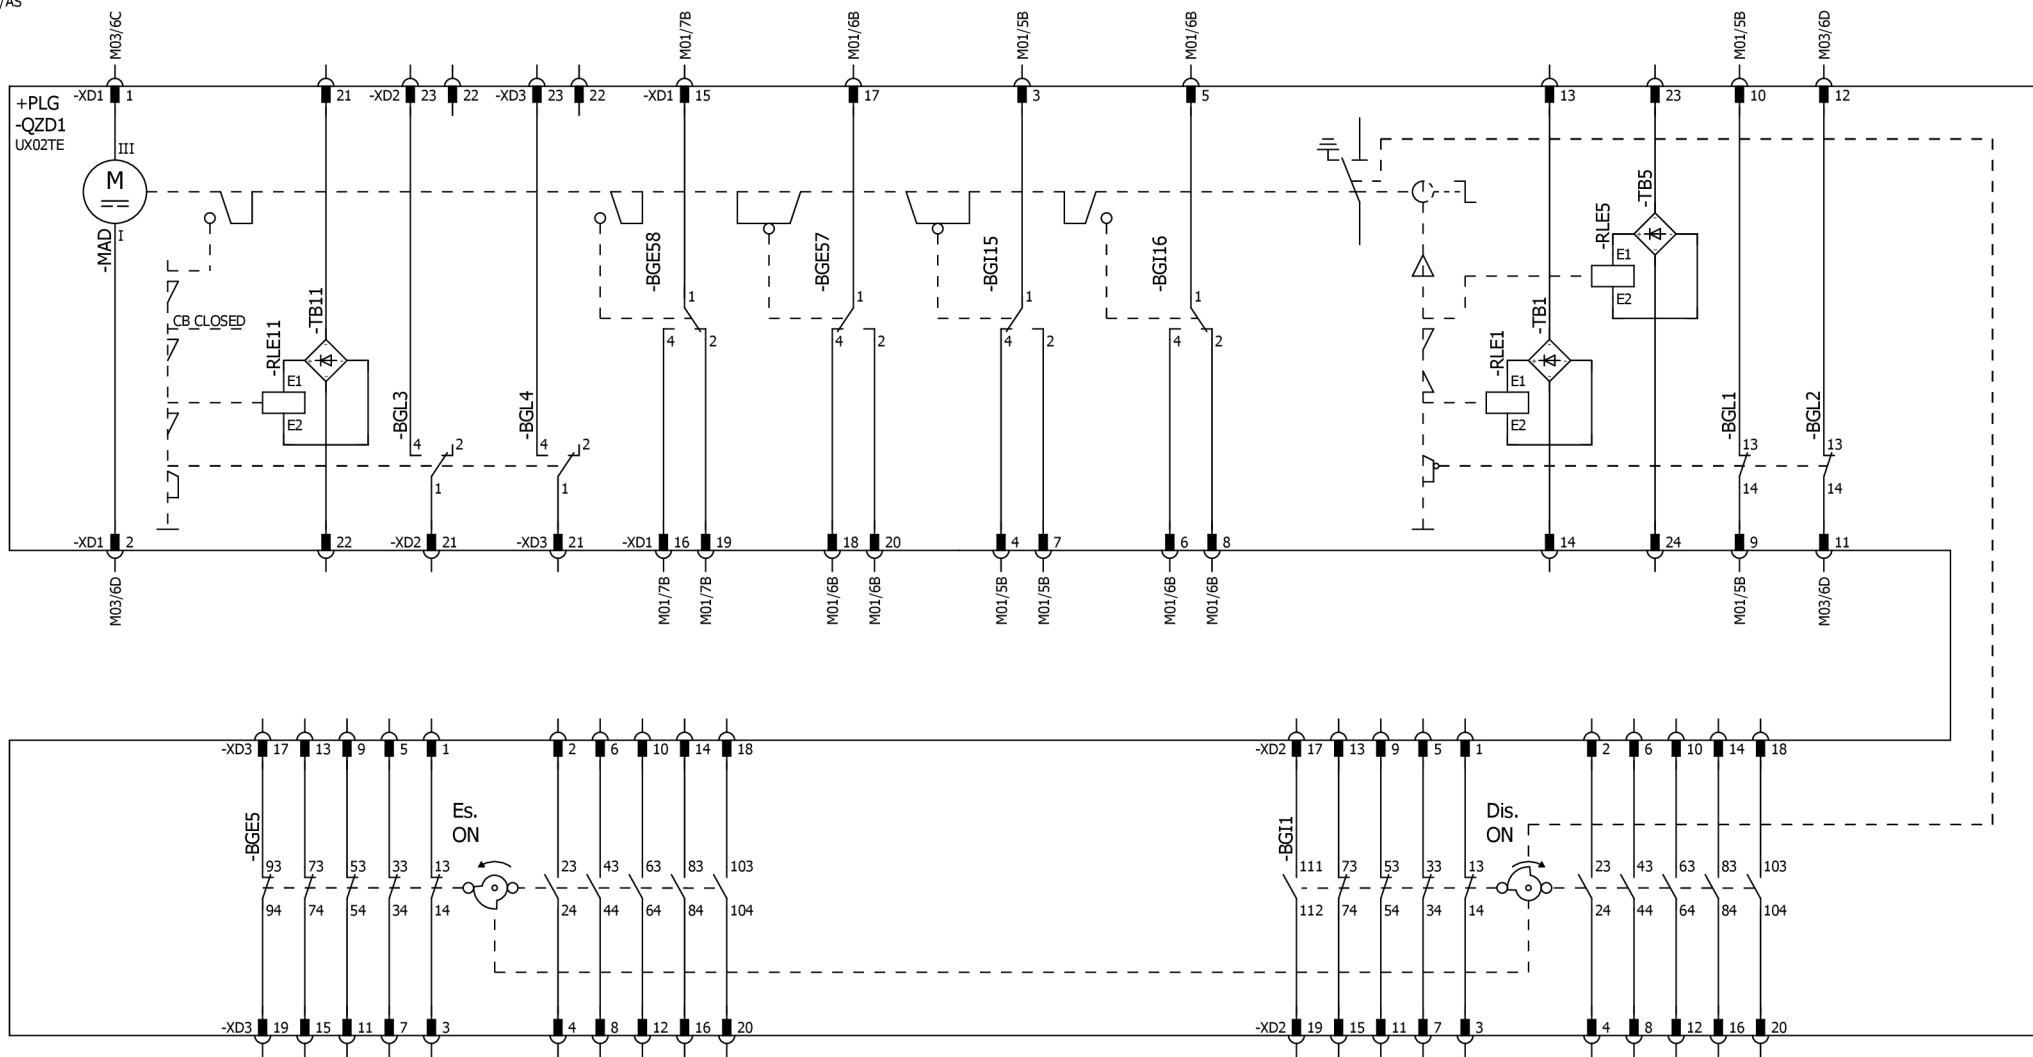 /AS
M03/6C
M01/7B
M01/6B
M01/5B
M01/6B
M01/5B
M03/6D
+PLG
-QZD1
UX02TE
-XD1 1
21
-XD2 23
22
-XD3 23
22
-XD1 15
17
3
5
13
23
10
12
III
M
I
-MAD
CB CLOSED
-RLE11
-TB11
E1
E2
-BGL3
4
2
1
-BGL4
4
2
1
-BGE58
1
4
2
-BGE57
1
4
2
-BGI15
1
4
2
-BGI16
1
4
2
-RLE1
-TB1
E1
E2
-RLE5
-TB5
E1
E2
-BGL1
13
14
-BGL2
13
14
-XD1 2
22
-XD2 21
-XD3 21
-XD1 16
19
18
20
4
7
6
8
14
24
9
11
M03/6D
M01/7B
M01/7B
M01/6B
M01/6B
M01/5B
M01/5B
M01/6B
M01/6B
M01/5B
M03/6D
-XD3 17 13 9 5 1 2 6 10 14 18
-XD2 17 13 9 5 1 2 6 10 14 18
-BGE5
Es.
ON
93 73 53 33 13 23 43 63 83 103
94 74 54 34 14 24 44 64 84 104
-BGI1
Dis.
ON
111 73 53 33 13 23 43 63 83 103
112 74 54 34 14 24 44 64 84 104
-XD3 19 15 11 7 3 4 8 12 16 20
-XD2 19 15 11 7 3 4 8 12 16 20